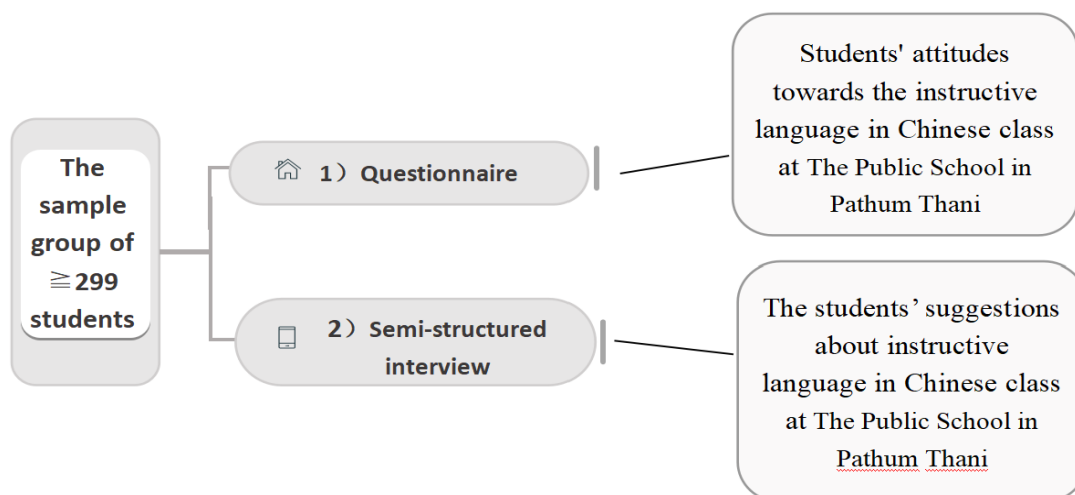 The
sample
group of
≧299
students
1）Questionnaire
2）Semi-structured
interview
Students' attitudes
towards the instructive
language in Chinese class
at The Public School in
Pathum Thani
The students’ suggestions
about instructive
language in Chinese class
at The Public School in
Pathum Thani